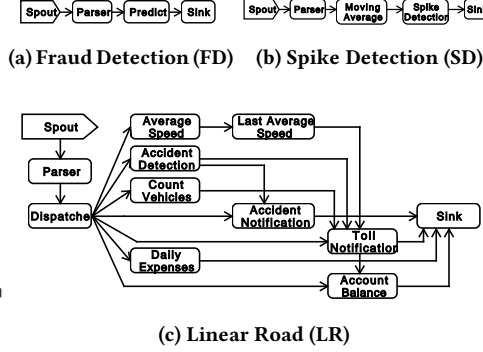 Spout Parser Predict Sink
Spout Parser Moving Average Spike Detection
(a) Fraud Detection (FD) (b) Spike Detection (SD)
Spout
Average Speed
Last Average Speed
Parser
Accident Detection
Count Vehicles
Dispatche
Accident Notification
Sink
Toll Notification
Daily Expenses
Account Balance
(c) Linear Road (LR)